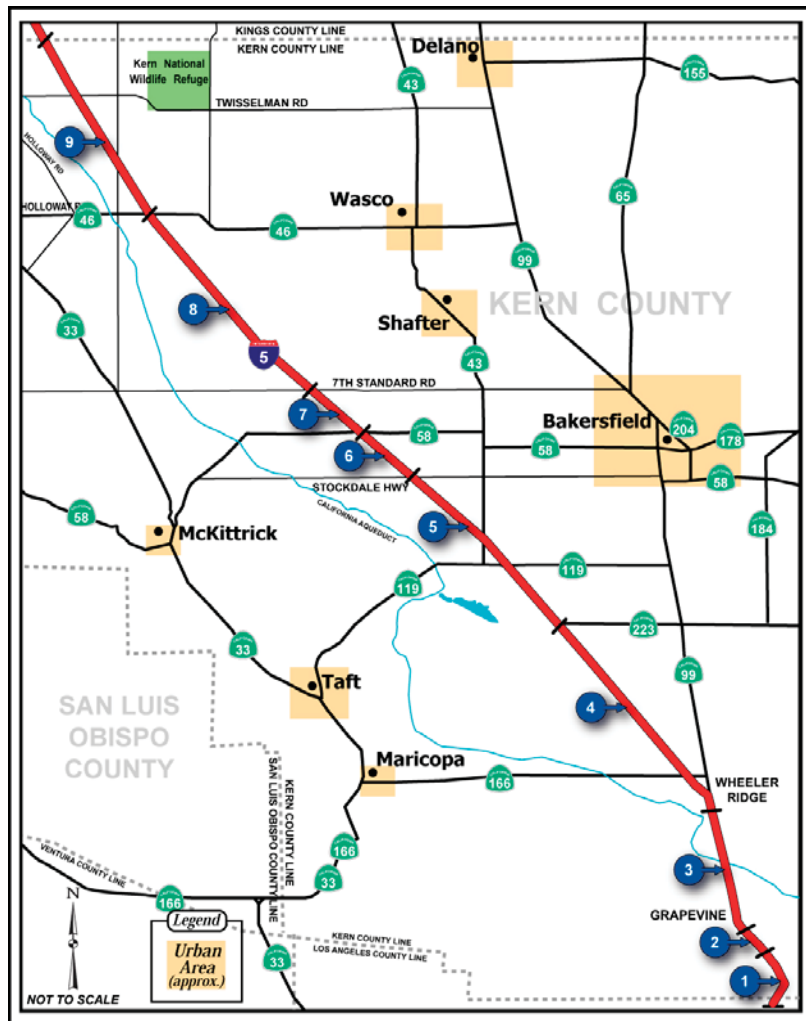 KINGS COUNTY LINE
KERN COUNTY LINE
Delano
Kern National
Wildlife Refuge
155
43
TWISSELMAN RD
9
HOLLOWAY RD
65
Wasco
HOLLOWAY R
46
46
99
KERN COUNTY
8
33
Shafter
5
43
7TH STANDARD RD
7
Bakersfield
204
58
58
178
6
STOCKDALE HWY
58
58
CALIFORNIA AQUEDUCT
5
184
McKittrick
119
119
223
33
99
Taft
4
SAN LUIS
OBISPO
COUNTY
Maricopa
166
WHEELER
RIDGE
KERN COUNTY LINE
SAN LUIS OBISPO COUNTY LINE
166
33
3
VENTURA COUNTY LINE
166
N
Legend
Urban
Area
(approx.)
GRAPEVINE
2
KERN COUNTY LINE
LOS ANGELES COUNTY LINE
33
1
NOT TO SCALE